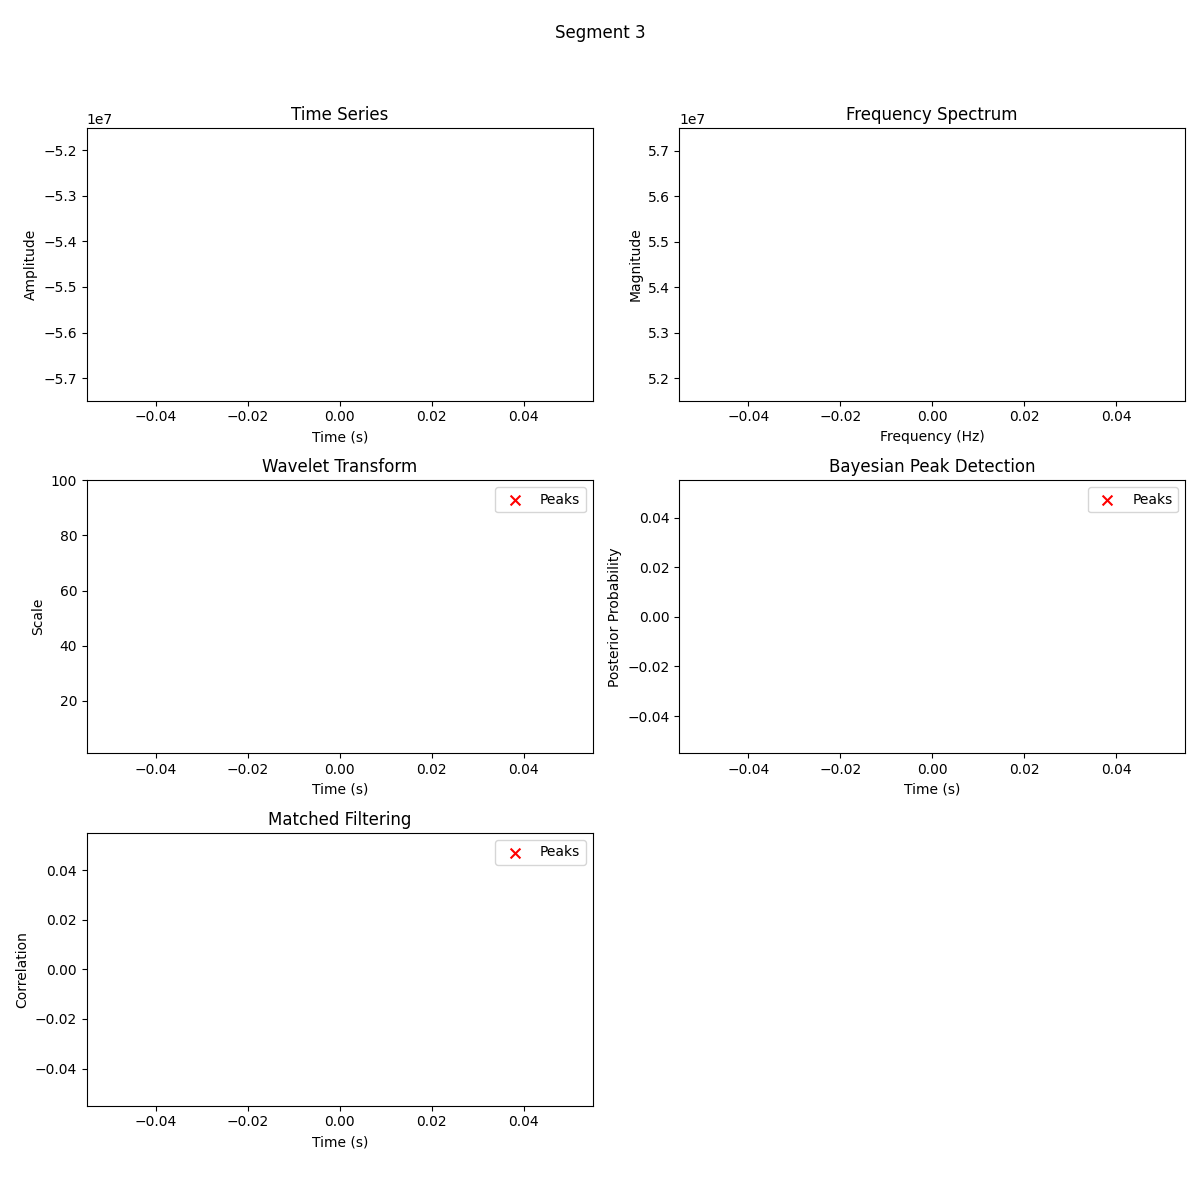 Segment 3
Time Series
1e7
−5.2
−5.3
−5.4
−5.5
−5.6
−5.7
Amplitude
−0.04 −0.02 0.00 0.02 0.04
Time (s)
Frequency Spectrum
1e7
5.7
5.6
5.5
5.4
5.3
5.2
Magnitude
−0.04 −0.02 0.00 0.02 0.04
Frequency (Hz)
Wavelet Transform
Peaks
100
80
60
40
20
Scale
−0.04 −0.02 0.00 0.02 0.04
Time (s)
Bayesian Peak Detection
Peaks
0.04
0.02
0.00
−0.02
−0.04
Posterior Probability
−0.04 −0.02 0.00 0.02 0.04
Time (s)
Matched Filtering
Peaks
0.04
0.02
0.00
−0.02
−0.04
Correlation
−0.04 −0.02 0.00 0.02 0.04
Time (s)